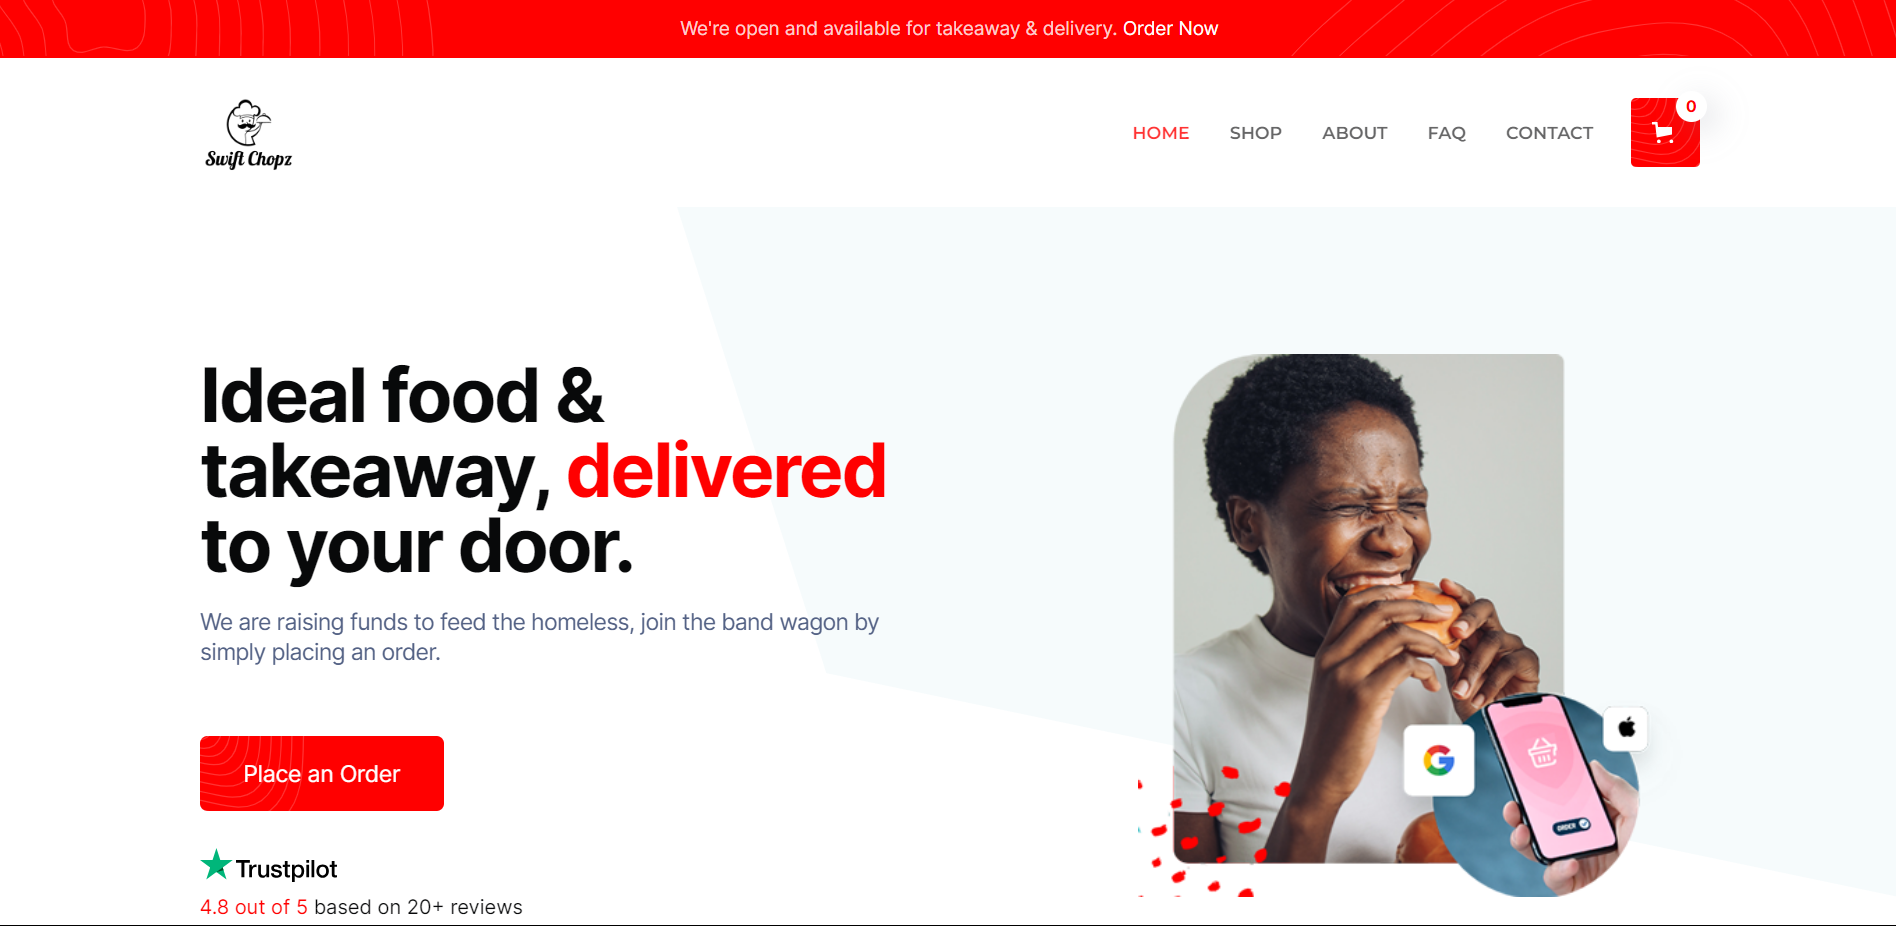 We're open and available for takeaway & delivery. Order Now
Swift Chopz
HOME SHOP ABOUT FAQ CONTACT
0
Ideal food &
takeaway, delivered
to your door.
We are raising funds to feed the homeless, join the band wagon by
simply placing an order.
Place an Order
G
ORDER
Trustpilot
4.8 out of 5 based on 20+ reviews